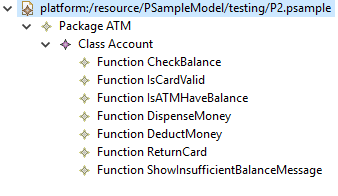 platform:/resource/PSampleModel/testing/P2.psample
Package ATM
Class Account
Function CheckBalance
Function IsCardValid
Function IsATMHaveBalance
Function DispenseMoney
Function DeductMoney
Function ReturnCard
Function ShowInsufficientBalanceMessage